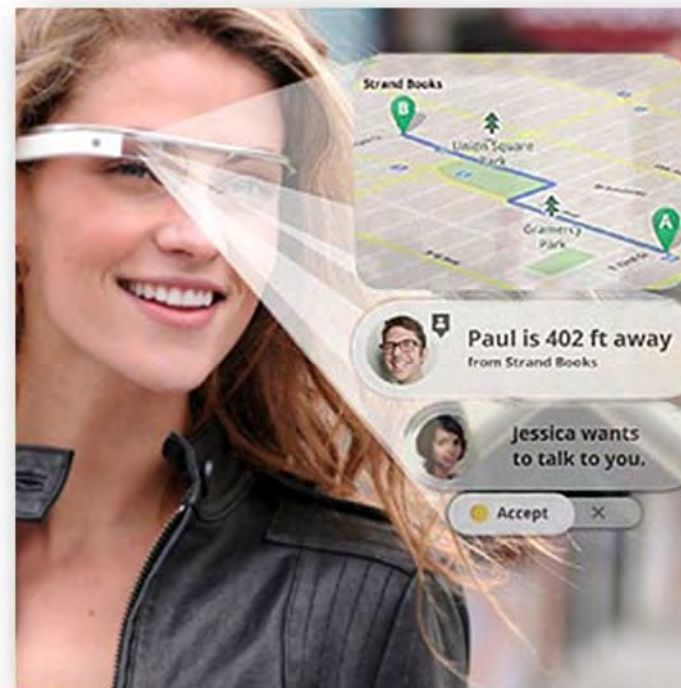 Strand Books
B
Union Square
Park
A
Gramercy
Park
Paul is 402 ft away
from Strand Books
Jessica wants
to talk to you.
Accept